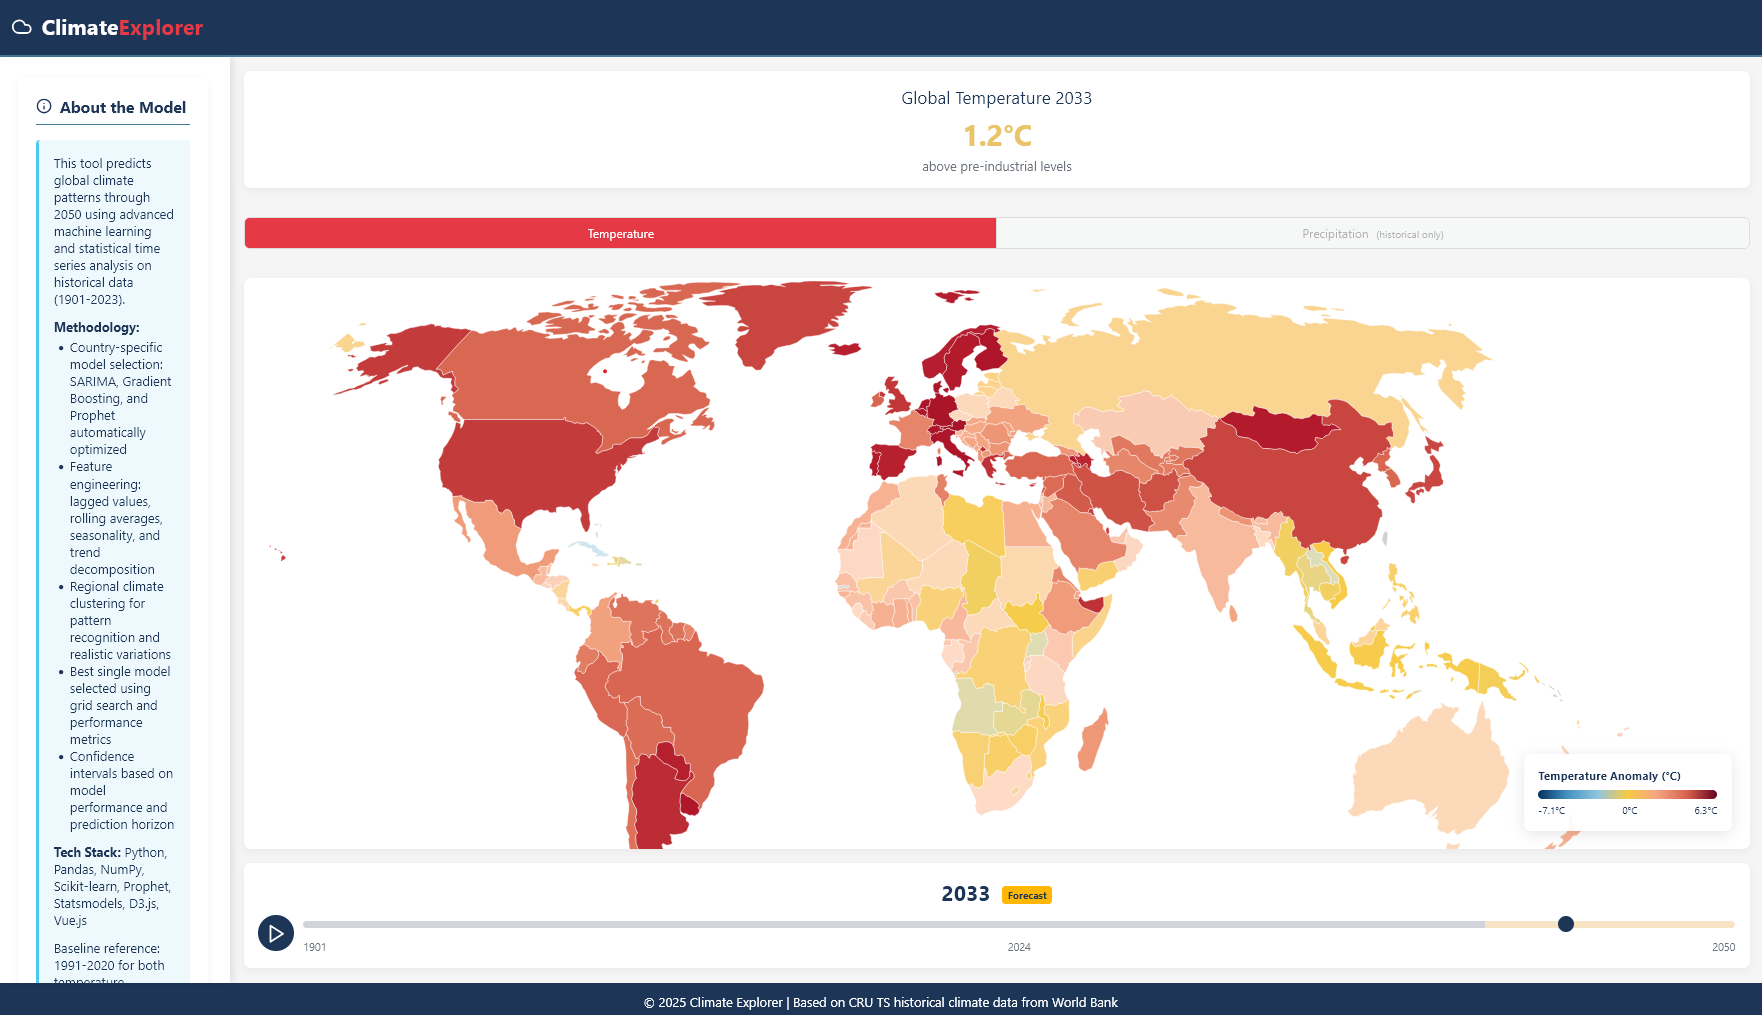 ClimateExplorer
About the Model
This tool predicts
global climate
patterns through
2050 using advanced
machine learning
and statistical time
series analysis on
historical data
(1901-2023).
Methodology:
• Country-specific
model selection:
SARIMA, Gradient
Boosting, and
Prophet
automatically
optimized
• Feature
engineering:
lagged values,
rolling averages,
seasonality, and
trend
decomposition
• Regional climate
clustering for
pattern
recognition and
realistic variations
• Best single model
selected using
grid search and
performance
metrics
• Confidence
intervals based on
model
performance and
prediction horizon
Tech Stack: Python,
Pandas, NumPy,
Scikit-learn, Prophet,
Statsmodels, D3.js,
Vue.js
Baseline reference:
1991-2020 for both
temperature
Global Temperature 2033
1.2°C
above pre-industrial levels
Temperature
Precipitation (historical only)
Temperature Anomaly (°C)
-7.1°C 0°C 6.3°C
2033 Forecast
1901 2024 2050
© 2025 Climate Explorer | Based on CRU TS historical climate data from World Bank